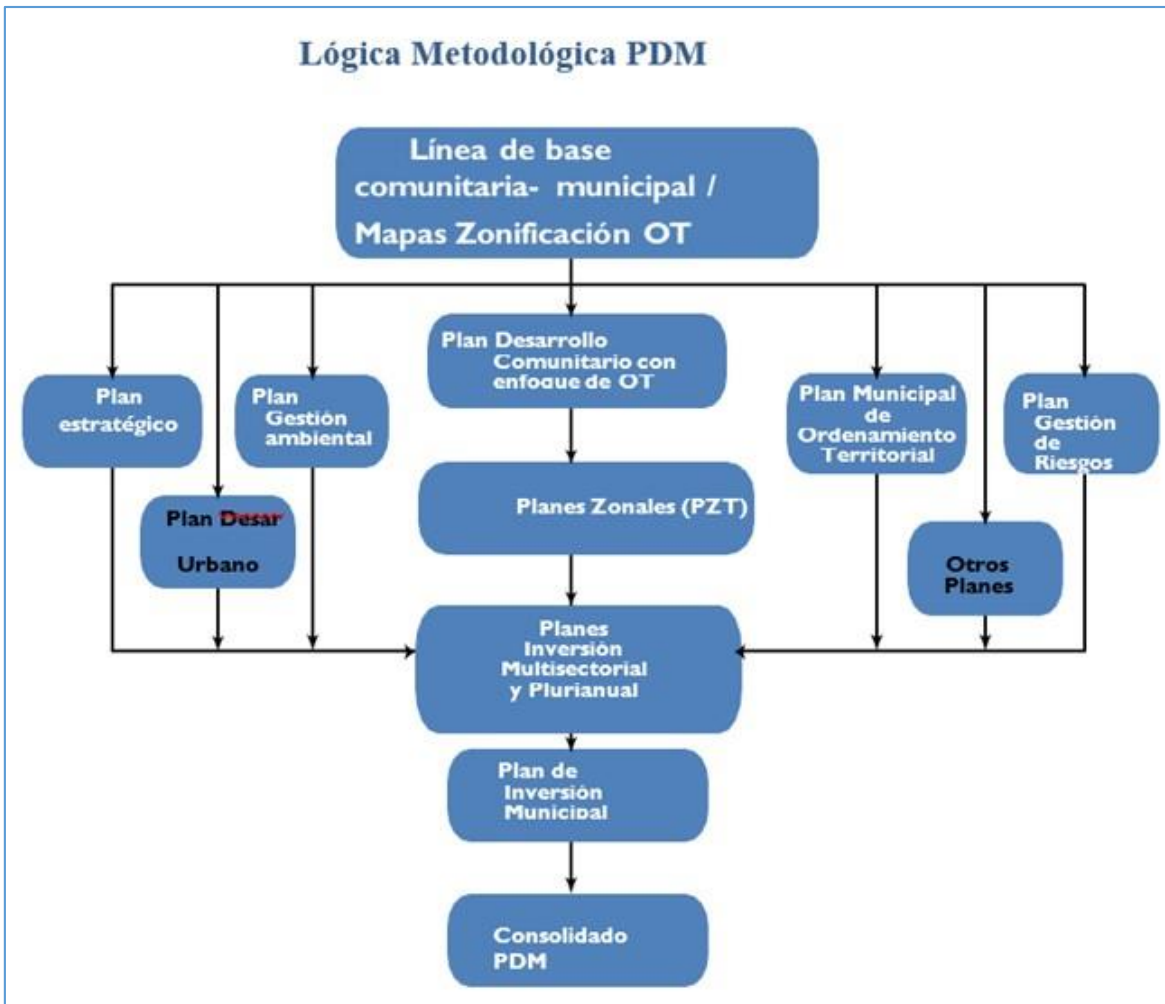 Lógica Metodológica PDM
Línea de base
comunitaria- municipal /
Mapas Zonificación OT
Plan
estratégico
Plan Desar
Urbano
Plan
Gestión
ambiental
Plan Desarrollo
Comunitario con
enfoque de OT
Planes Zonales (PZT)
Plan Municipal
de
Ordenamiento
Territorial
Otros
Planes
Plan
Gestión
de
Riesgos
Planes
Inversión
Multisectorial
y Plurianual
Plan de
Inversión
Municipal
Consolidado
PDM